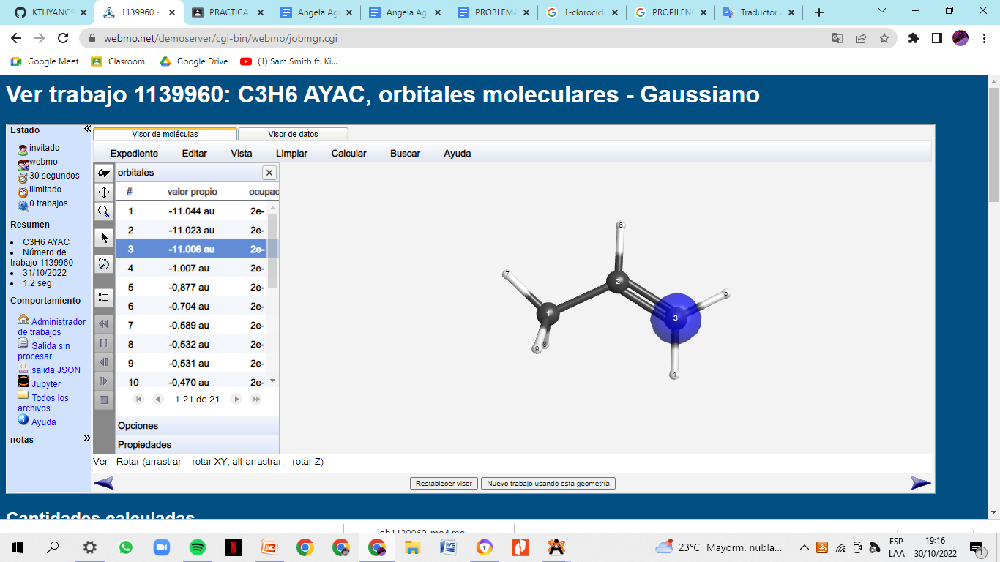 KTHYANG9
1139960 -
PRACTICA
Angela Ag
Angela Ag
PROBLEMA
1-clorocicl
PROPILENO
Traductor
webmo.net/demoserver/cgi-bin/webmo/jobmgr.cgi
Google Meet
Clasroom
Google Drive
(1) Sam Smith ft. Ki...
Ver trabajo 1139960: C3H6 AYAC, orbitales moleculares - Gaussiano
Estado
invitado
webmo
30 segundos
ilimitado
0 trabajos
Resumen
C3H6 AYAC
Número de
trabajo 1139960
31/10/2022
1,2 seg
Comportamiento
Administrador
de trabajos
Salida sin
procesar
salida JSON
Jupyter
Todos los
archivos
Ayuda
notas
Visor de moléculas
Visor de datos
Expediente
Editar
Vista
Limpiar
Calcular
Buscar
Ayuda
orbitales
# valor propio ocupac
1 -11.044 au 2e-
2 -11.023 au 2e-
3 -11.006 au 2e-
4 -1.007 au 2e-
5 -0,877 au 2e-
6 -0.704 au 2e-
7 -0.589 au 2e-
8 -0,532 au 2e-
9 -0,531 au 2e-
10 -0,470 au 2e-
1-21 de 21
Opciones
Propiedades
6
7
2
5
1
3
9
8
4
Ver - Rotar (arrastrar = rotar XY; alt-arrastrar = rotar Z)
Restablecer visor
Nuevo trabajo usando esta geometría
Cantidades calculadas
job1139960-mo4.mo
23°C Mayorm. nubla...
ESP
LAA
19:16
30/10/2022
1